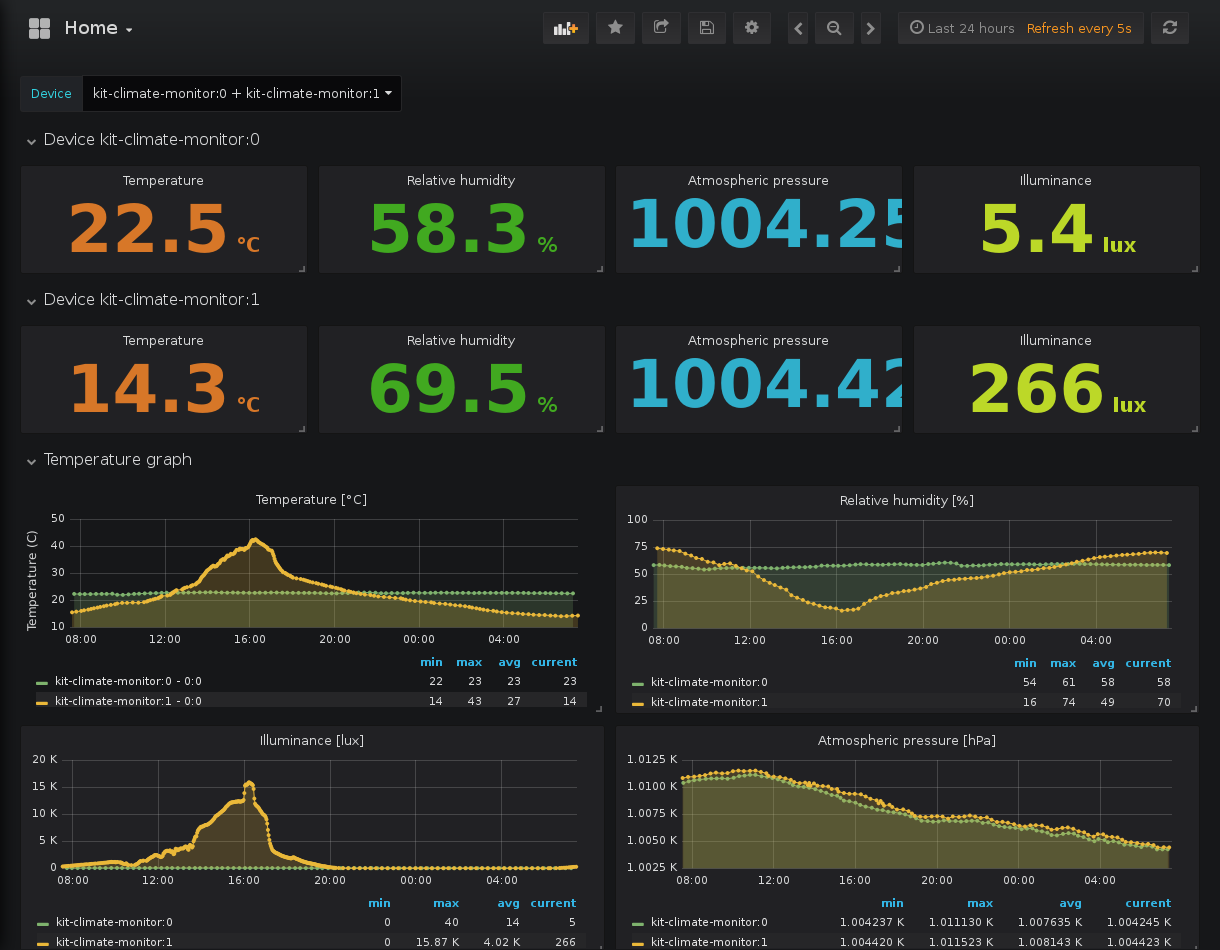 Home
Last 24 hours Refresh every 5s
Device kit-climate-monitor:0 + kit-climate-monitor:1
Device kit-climate-monitor:0
Temperature Relative humidity Atmospheric pressure Illuminance
22.5 °C 58.3 % 1004.25 5.4 lux
Device kit-climate-monitor:1
Temperature Relative humidity Atmospheric pressure Illuminance
14.3 °C 69.5 % 1004.42 266 lux
Temperature graph
Temperature [°C]
Temperature (C)
50
40
30
20
10
08:00 12:00 16:00 20:00 00:00 04:00
min max avg current
kit-climate-monitor:0 - 0:0 22 23 23 23
kit-climate-monitor:1 - 0:0 14 43 27 14
Relative humidity [%]
100
75
50
25
0
08:00 12:00 16:00 20:00 00:00 04:00
min max avg current
kit-climate-monitor:0 54 61 58 58
kit-climate-monitor:1 16 74 49 70
Illuminance [lux]
20 K
15 K
10 K
5 K
0
08:00 12:00 16:00 20:00 00:00 04:00
min max avg current
kit-climate-monitor:0 0 40 14 5
kit-climate-monitor:1 0 15.87 K 4.02 K 266
Atmospheric pressure [hPa]
1.0125 K
1.0100 K
1.0075 K
1.0050 K
1.0025 K
08:00 12:00 16:00 20:00 00:00 04:00
min max avg current
kit-climate-monitor:0 1.004237 K 1.011130 K 1.007635 K 1.004245 K
kit-climate-monitor:1 1.004420 K 1.011523 K 1.008143 K 1.004423 K